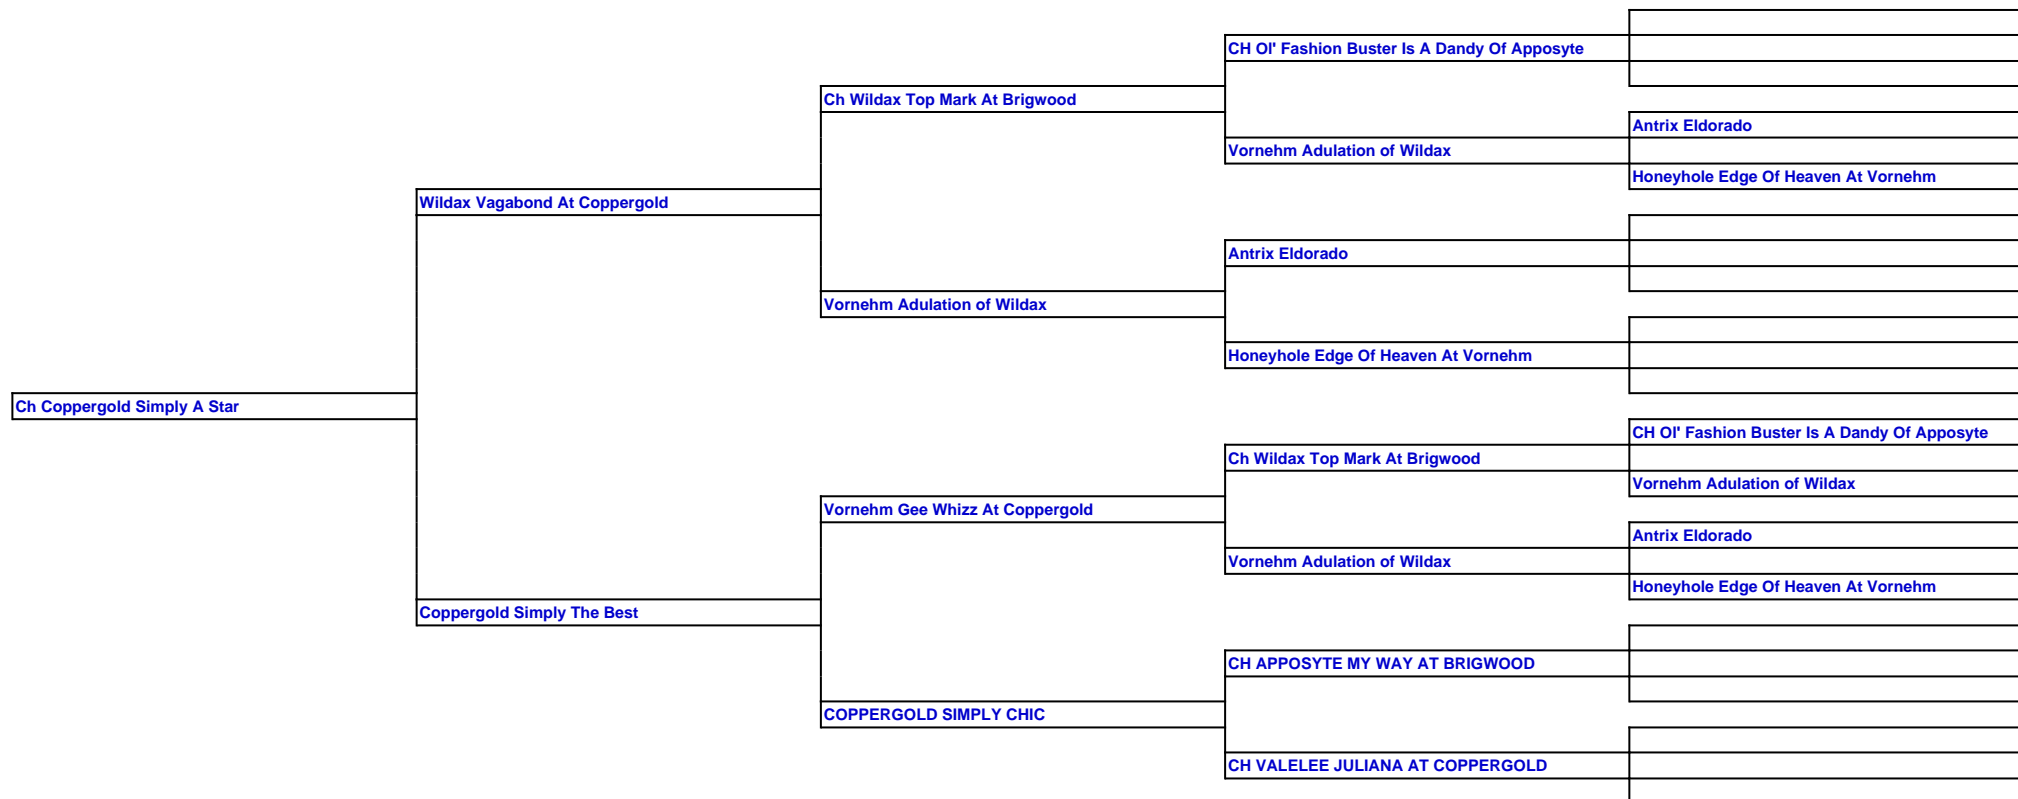 CH Ol' Fashion Buster Is A Dandy Of Apposyte
Ch Wildax Top Mark At Brigwood
Antrix Eldorado
Vornehm Adulation of Wildax
Honeyhole Edge Of Heaven At Vornehm
Wildax Vagabond At Coppergold
Antrix Eldorado
Vornehm Adulation of Wildax
Honeyhole Edge Of Heaven At Vornehm
Ch Coppergold Simply A Star
CH Ol' Fashion Buster Is A Dandy Of Apposyte
Ch Wildax Top Mark At Brigwood
Vornehm Adulation of Wildax
Vornehm Gee Whizz At Coppergold
Antrix Eldorado
Vornehm Adulation of Wildax
Honeyhole Edge Of Heaven At Vornehm
Coppergold Simply The Best
CH APPOSYTE MY WAY AT BRIGWOOD
COPPERGOLD SIMPLY CHIC
CH VALELEE JULIANA AT COPPERGOLD